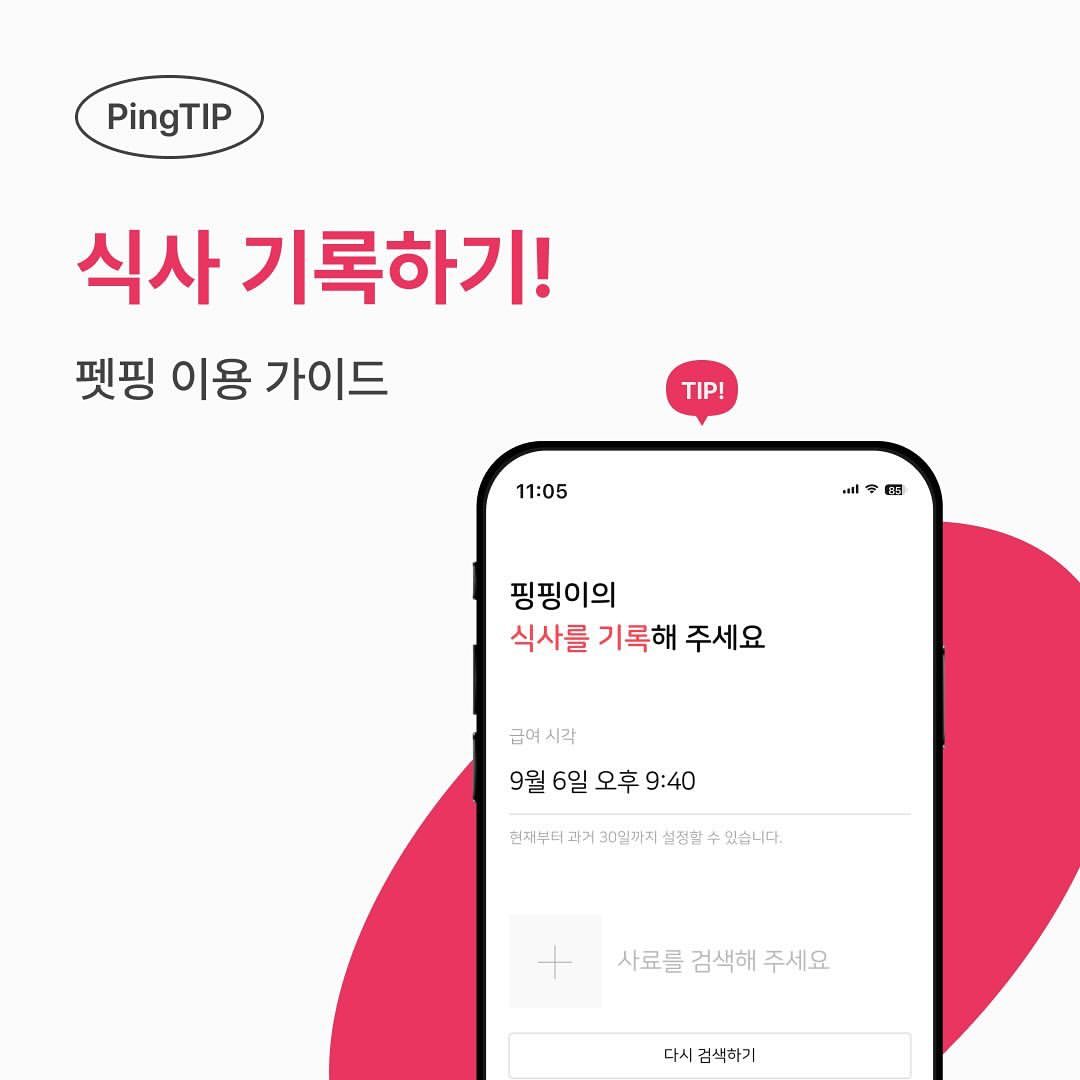 PingTIP
식사 기록하기!
펫핑 이용 가이드
TIP!
11:05
85
핑핑이의
식사를 기록해 주세요
급여 시각
9월 6일 오후 9:40
현재부터 과거 30일까지 설정할 수 있습니다.
사료를 검색해 주세요
다시 검색하기